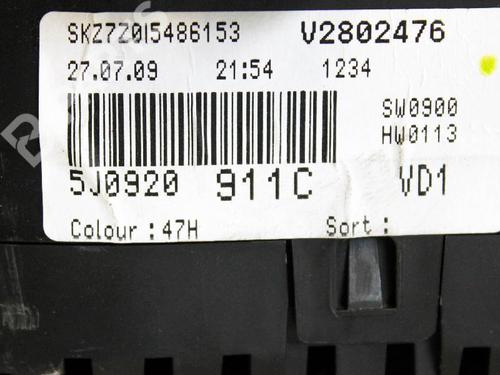 SKZ7Z0I5486153 V2802476
27.07.09 21:54 1234
SW0900
HW0113
5J0920 911C VD1
Colour : 47H Sort :